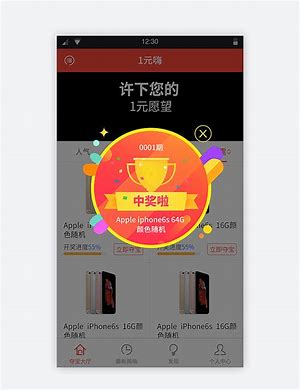 12:30
1元嗨
许下您的
1元愿望
人气
0001期
中奖啦
Apple iphone6s 64G
颜色随机
Apple iPhone6s 16G颜
色随机
开奖进度55%
立即夺宝
Apple iPhone6s 16G颜
色随机
开奖进度55%
立即夺宝
Apple iPhone6s 16G颜
色随机
Apple iPhone6s 16G颜
色随机
夺宝大厅
最新揭晓
发现
个人中心